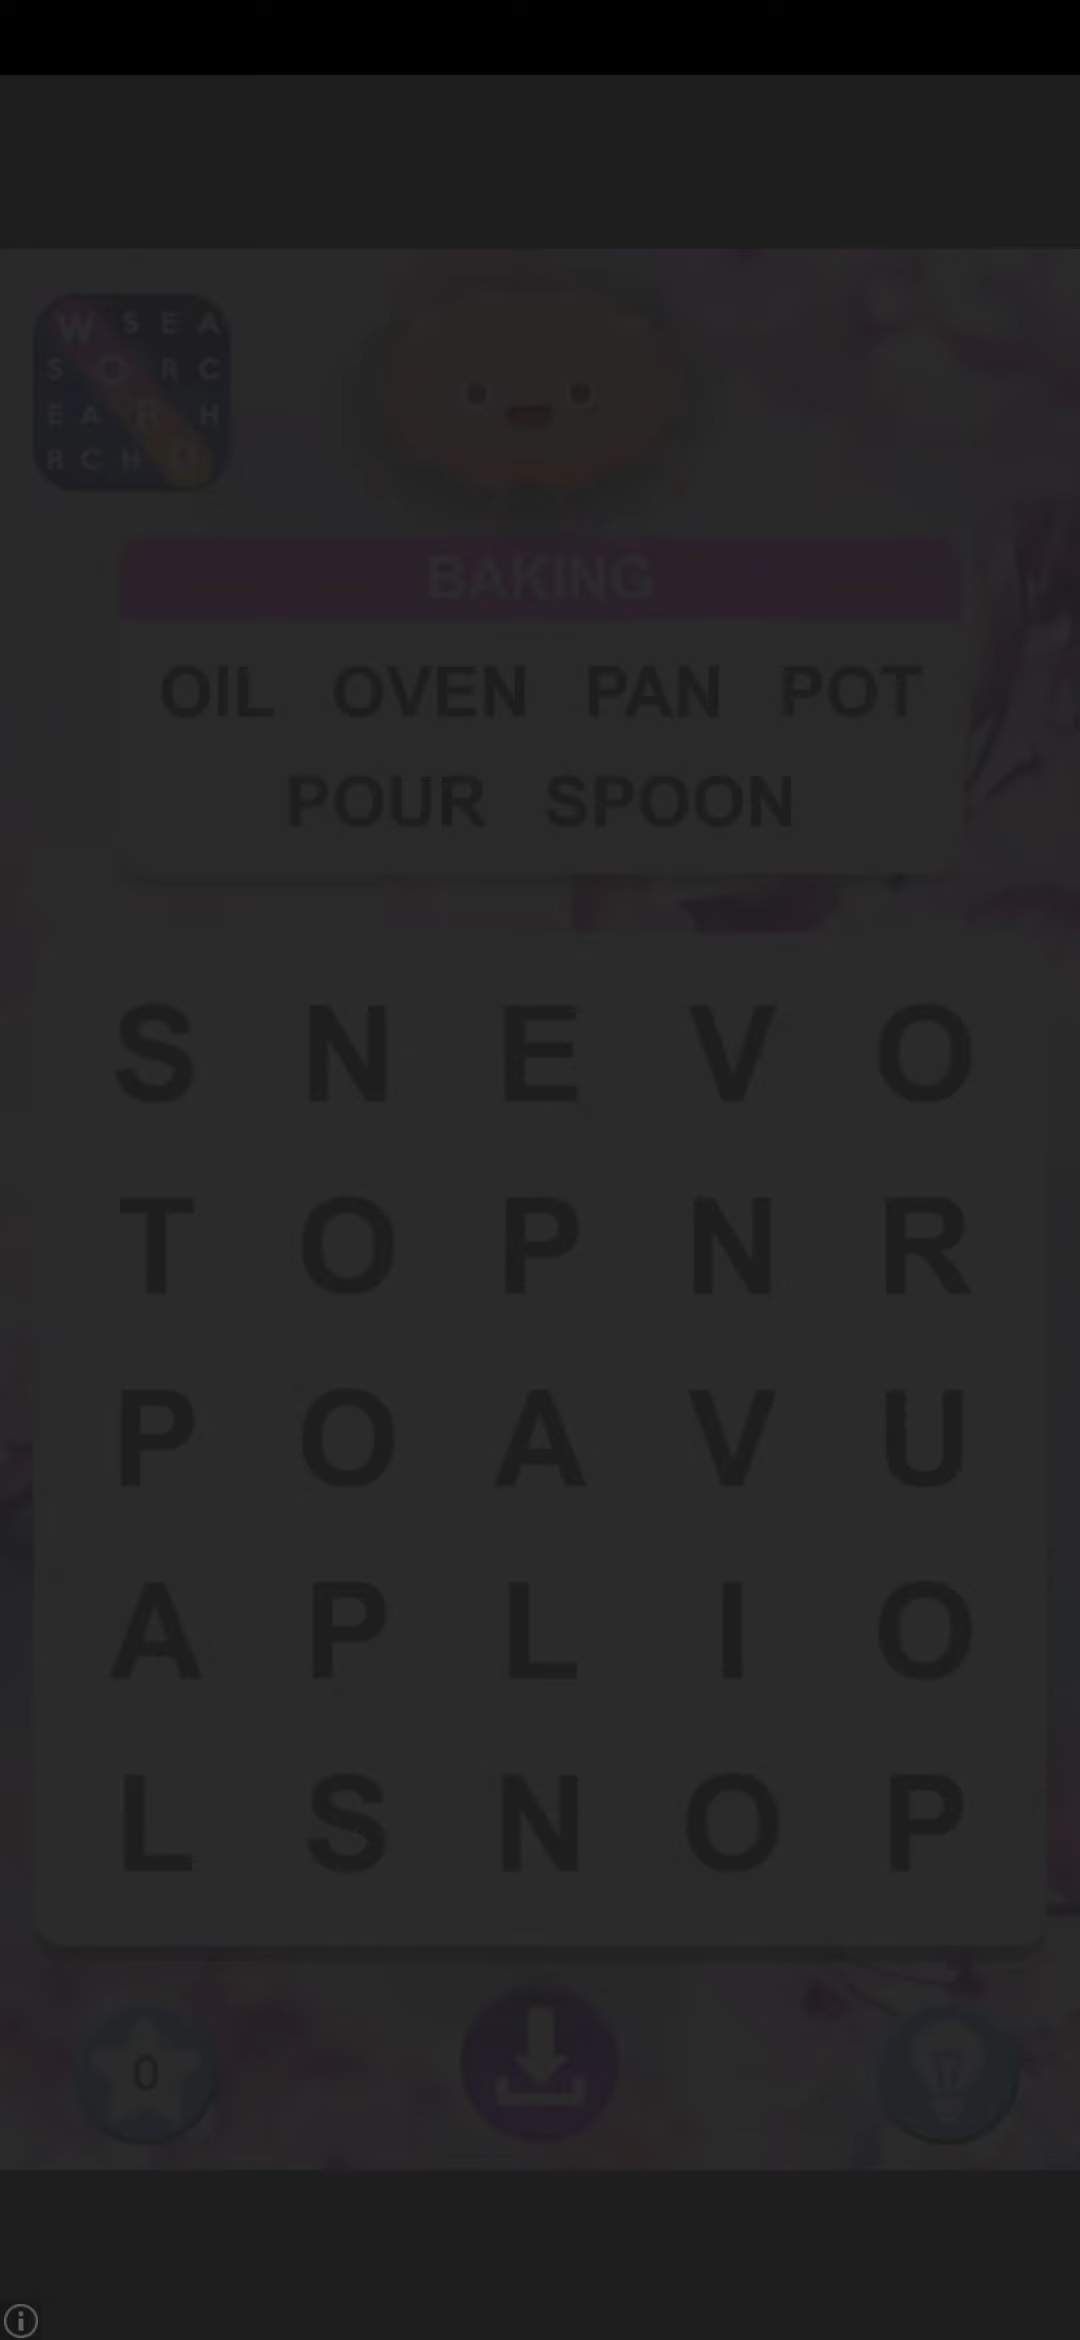 W S E A
S O R C
E A R H
R C H D
BAKING
OIL OVEN PAN POT
POUR SPOON
S N E V O
T O P N R
P O A V U
A P L I O
L S N O P
0